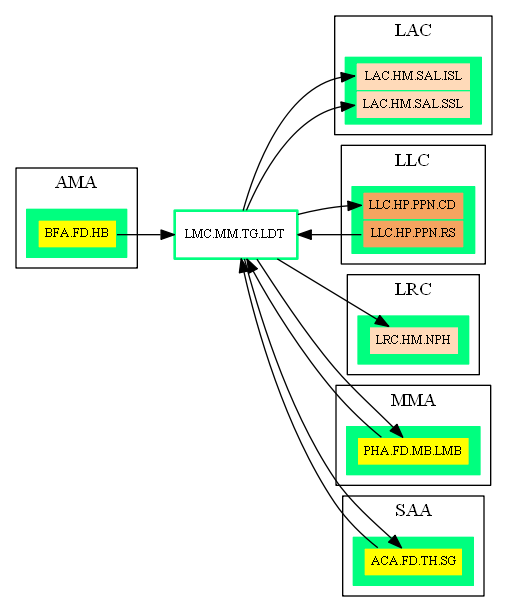 LAC
LAC.HM.SAL.ISL
LAC.HM.SAL.SSL
LLC
LLC.HP.PPN.CD
LLC.HP.PPN.RS
AMA
BFA.FD.HB
LMC.MM.TG.LDT
LRC
LRC.HM.NPH
MMA
PHA.FD.MB.LMB
SAA
ACA.FD.TH.SG